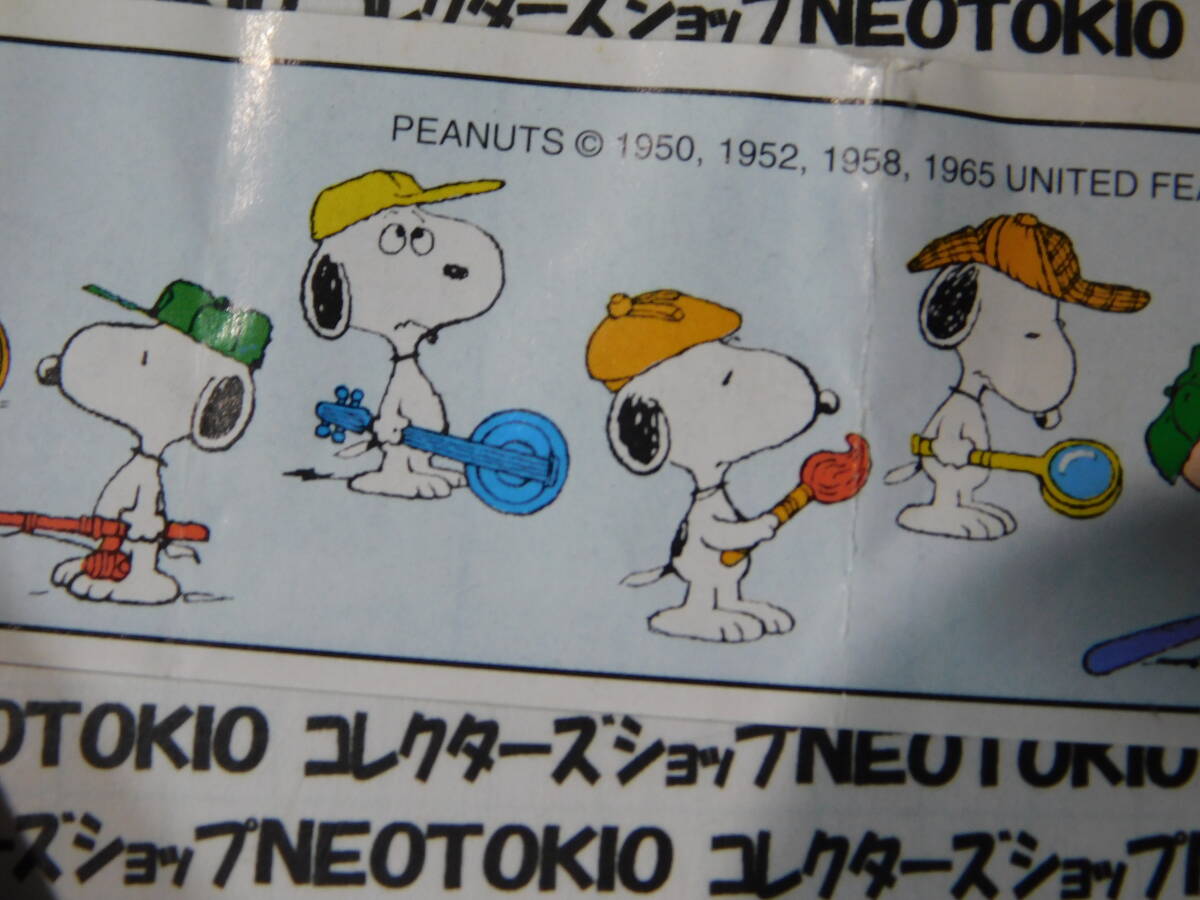 コレクターズショップNEOTOKIO
PEANUTS © 1950, 1952, 1958, 1965 UNITED FEA
OTOKIO コレクターズショップNEOTOKIO
ーズショップNEOTOKIO コレクターズショップN